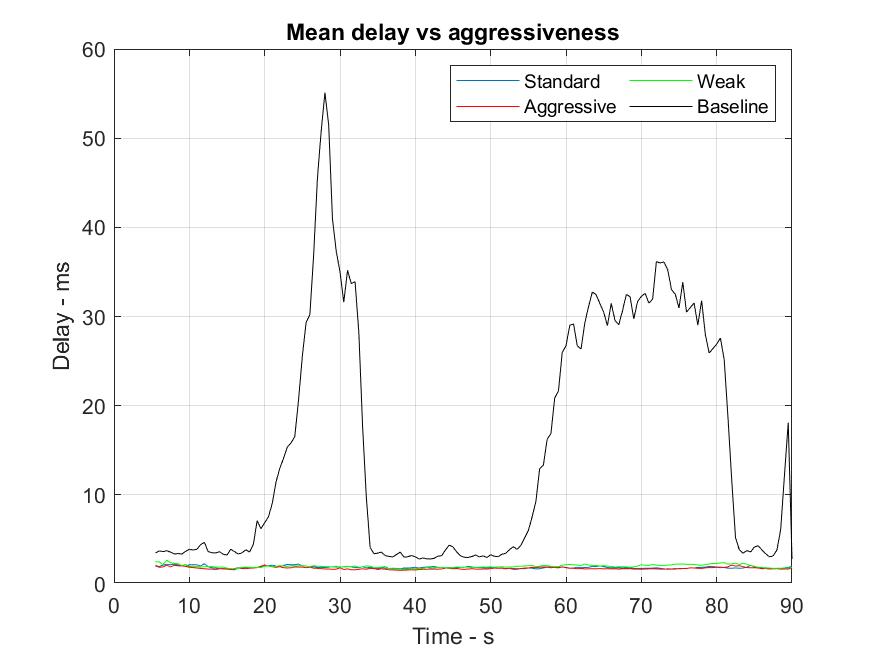 Mean delay vs aggressiveness
Standard Weak
Aggressive Baseline
60
50
40
30
20
10
0
0 10 20 30 40 50 60 70 80 90
Delay - ms
Time - s